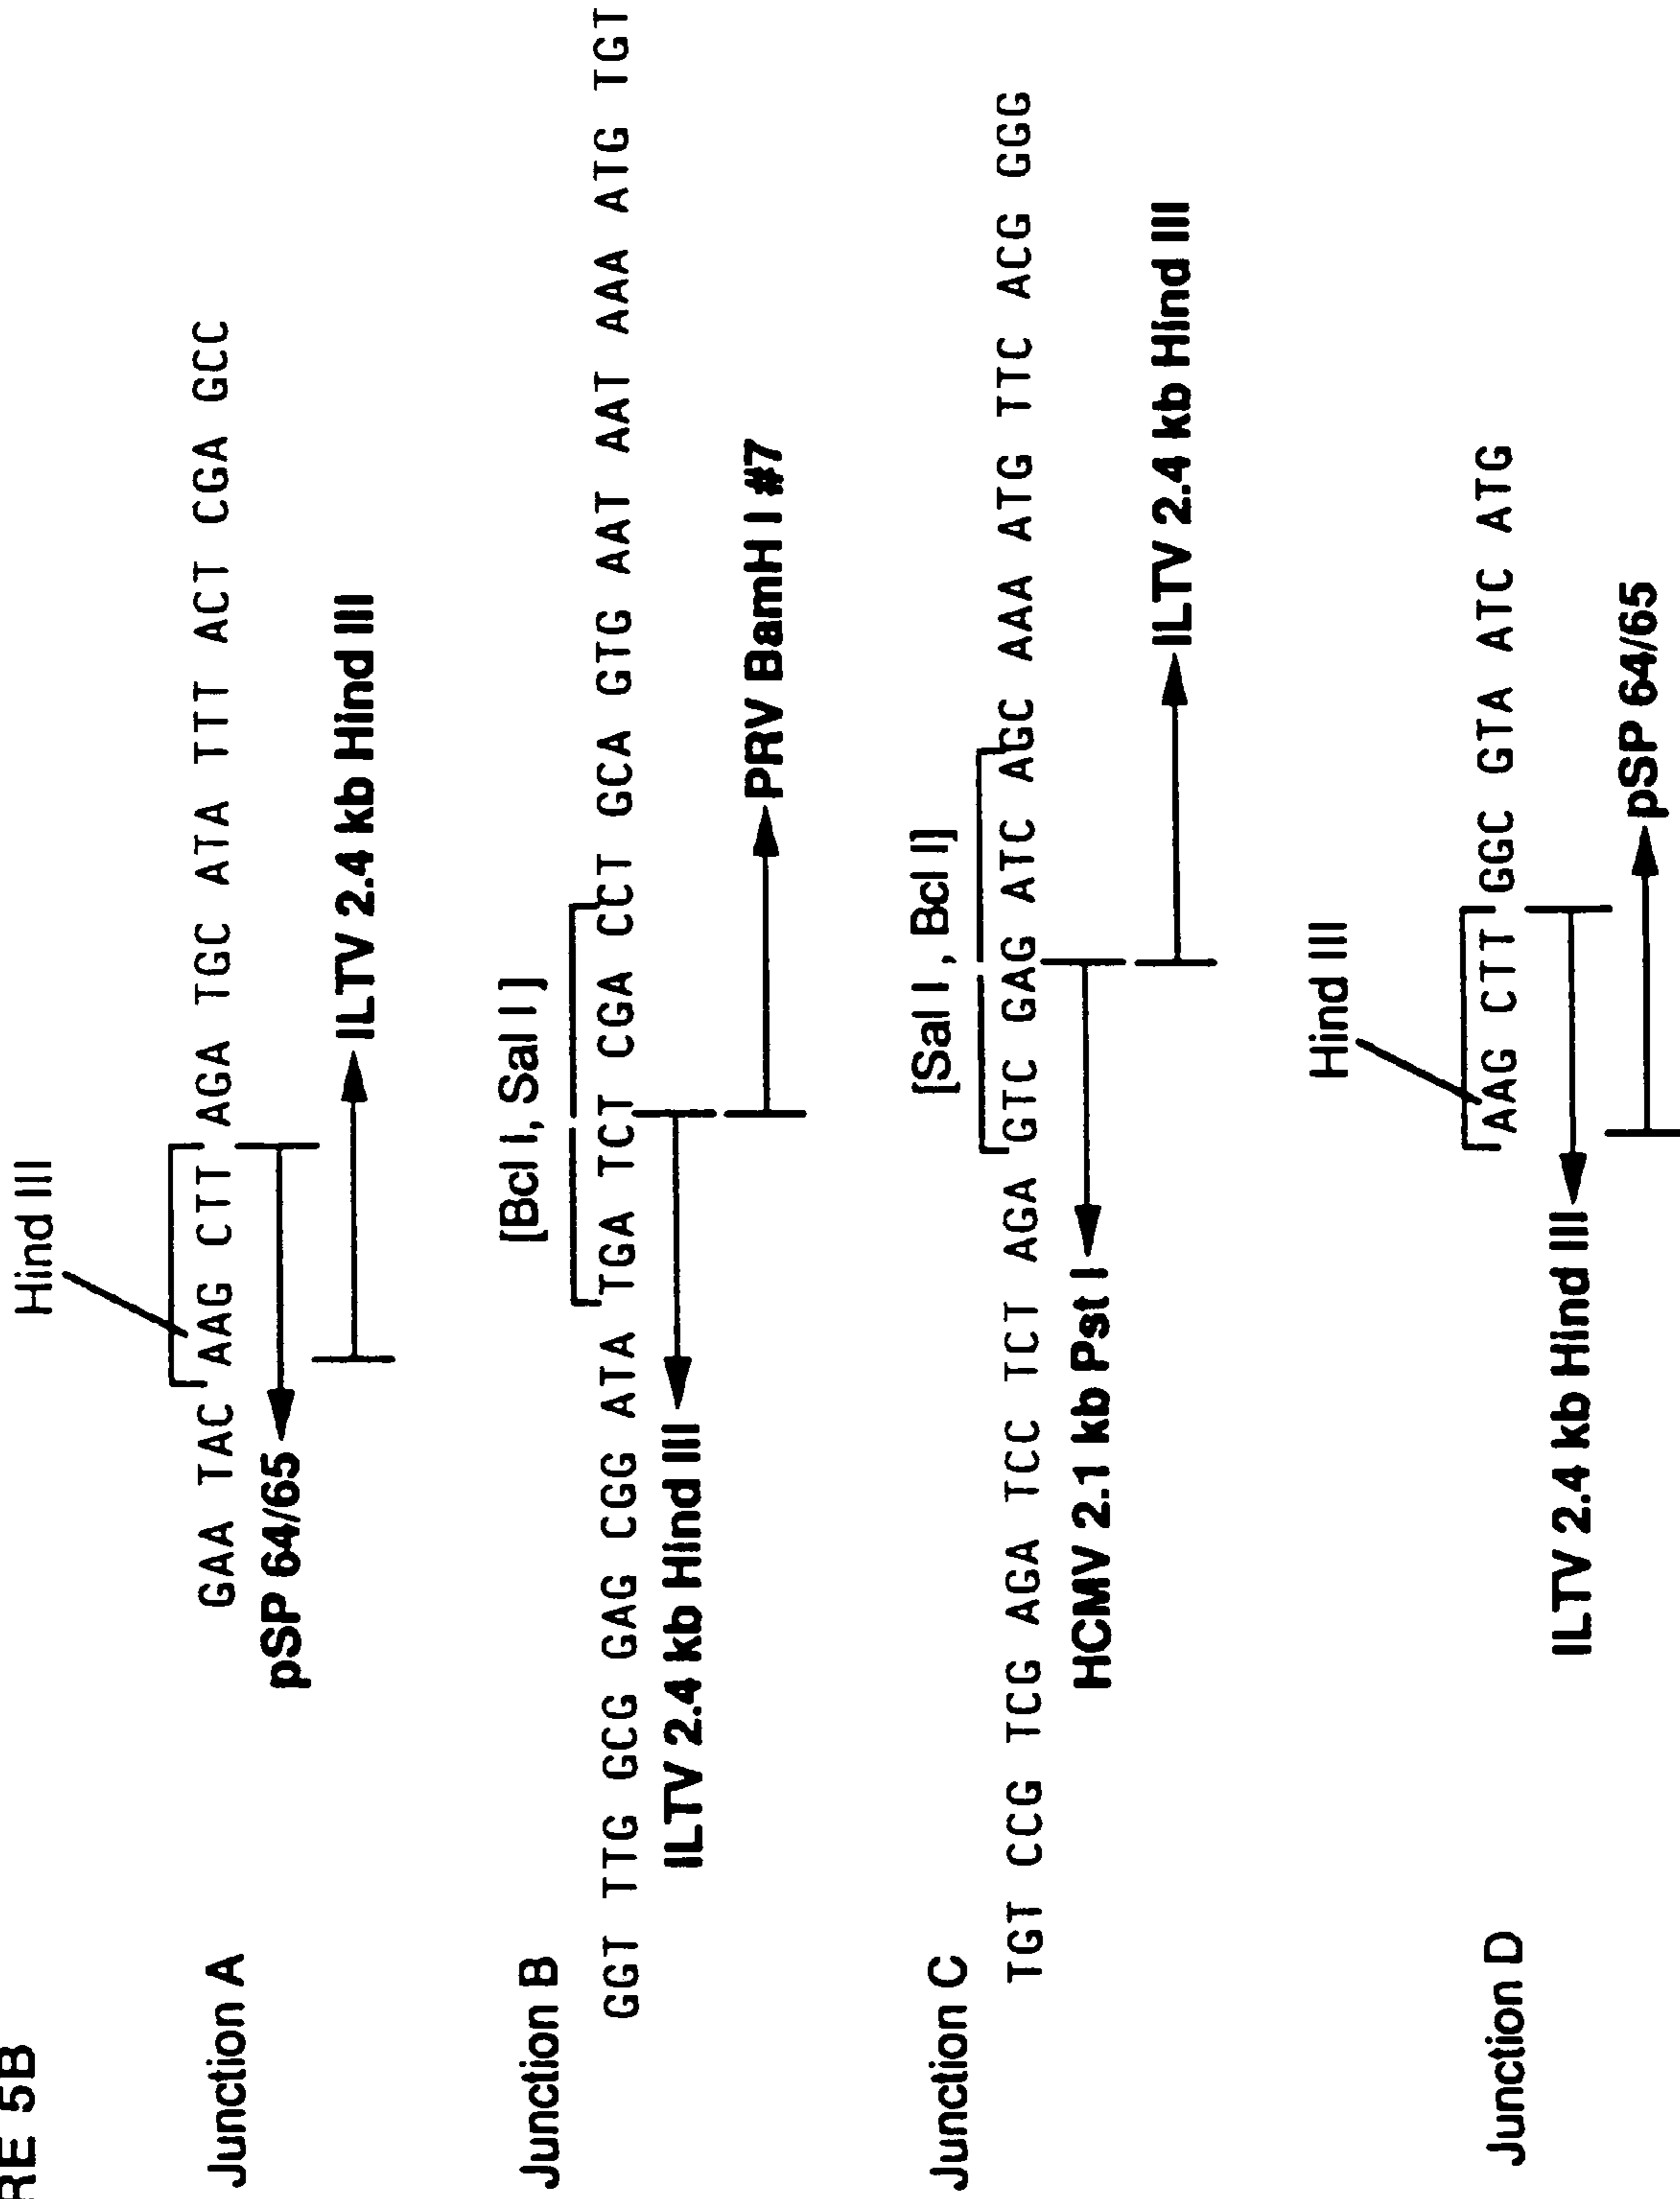 RE 5B
Hind III
Junction A
GAA TAC AAG CTT AGA TGC ATA TTT ACT CGA GCC
pSP 64/65
ILTV 2.4 kb Hind III
[Bcl I, Sal I]
Junction B
GGT TTG GCG GAG CGG ATA TGA TCT CGA CCT GCA GTG AAT AAT AAA ATG TGT
ILTV 2.4 kb Hind III
PRV BamH I #7
[Sal I, Bcl I]
Junction C
TGT CCG TCG AGA TCC TCT AGA GTC GAG ATC AGC AAA ATG TTC ACG GGG
HCMV 2.1 kb Pst I
ILTV 2.4 kb Hind III
Hind III
Junction D
AAG CTT GGC GTA ATC ATG
ILTV 2.4 kb Hind III
pSP 64/65